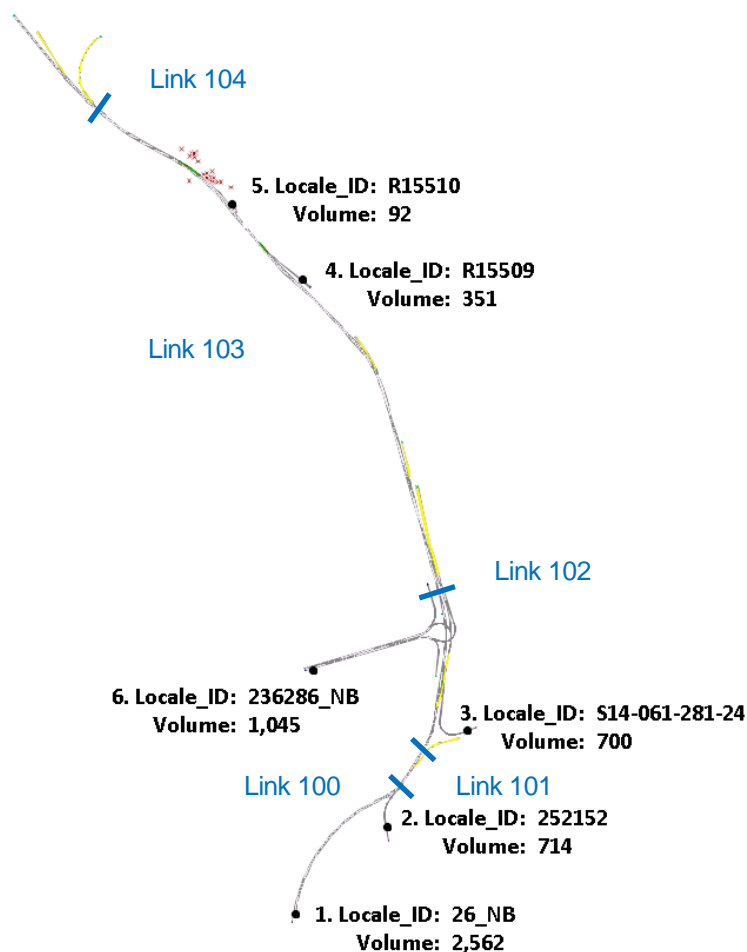 Link 104
5. Locale_ID: R15510
Volume: 92
4. Locale_ID: R15509
Volume: 351
Link 103
Link 102
6. Locale_ID: 236286_NB
Volume: 1,045
3. Locale_ID: S14-061-281-24
Volume: 700
Link 100
Link 101
2. Locale_ID: 252152
Volume: 714
1. Locale_ID: 26_NB
Volume: 2,562